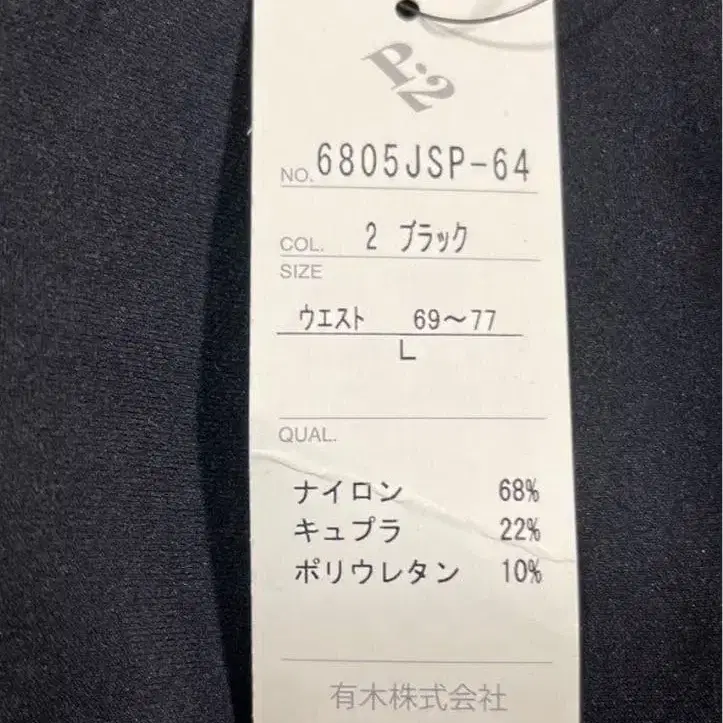 Pi2
NO. 6805JSP-64
COL. 2 ブラック
SIZE
ウエスト 69〜77
L
QUAL.
ナイロン 68%
キュプラ 22%
ポリウレタン 10%
有木株式会社